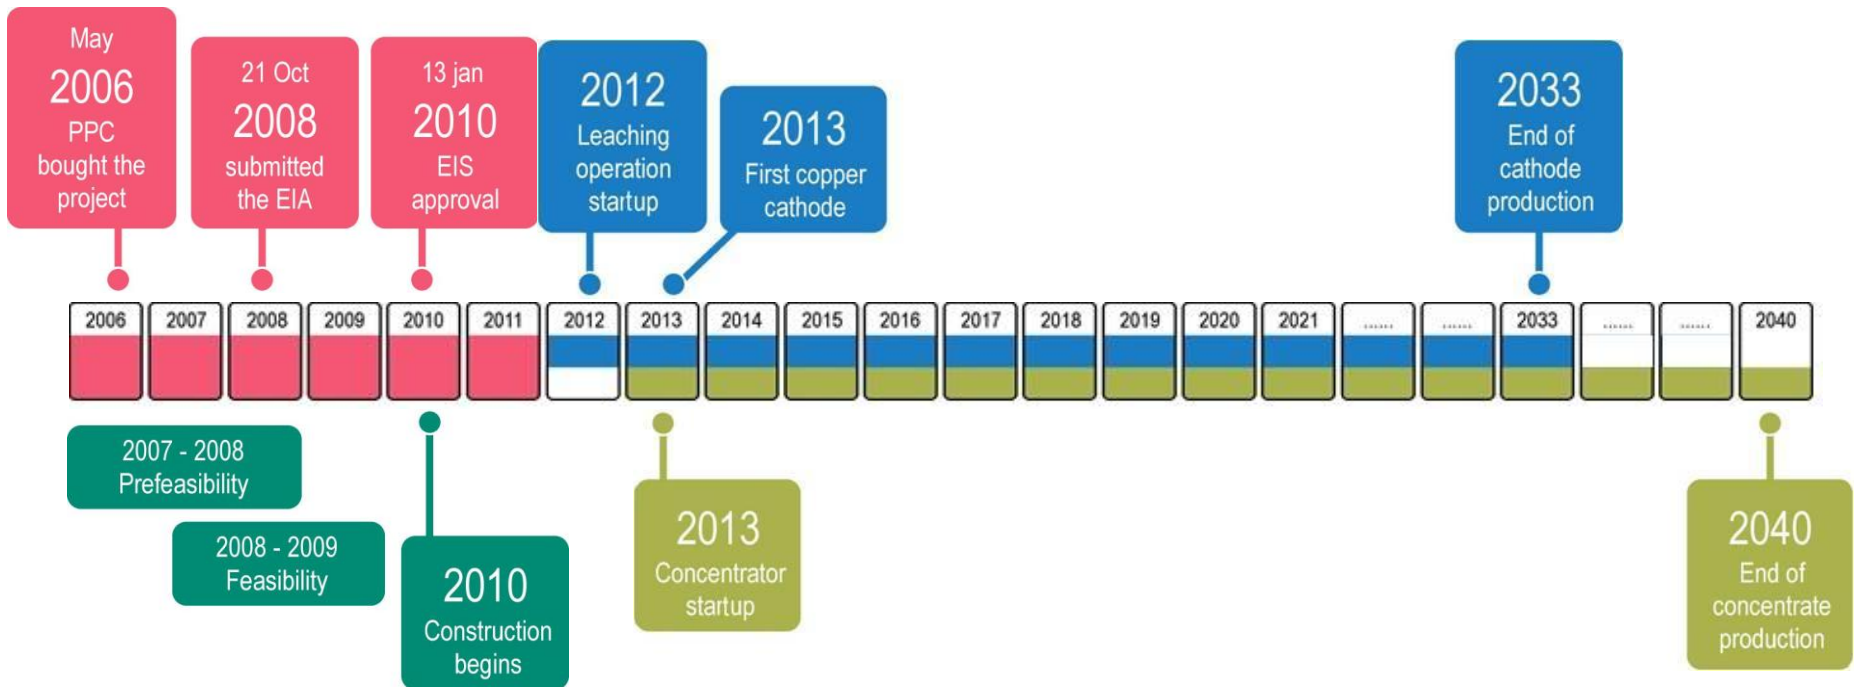 May
2006
PPC
bought the
project
21 Oct
2008
submitted
the EIA
13 jan
2010
EIS
approval
2012
Leaching
operation
startup
2013
First copper
cathode
2033
End of
cathode
production
2006 2007 2008 2009 2010 2011 2012 2013 2014 2015 2016 2017 2018 2019 2020 2021 ...... ...... 2033 ...... ...... 2040
2007 - 2008
Prefeasibility
2008 - 2009
Feasibility
2010
Construction
begins
2013
Concentrator
startup
2040
End of
concentrate
production